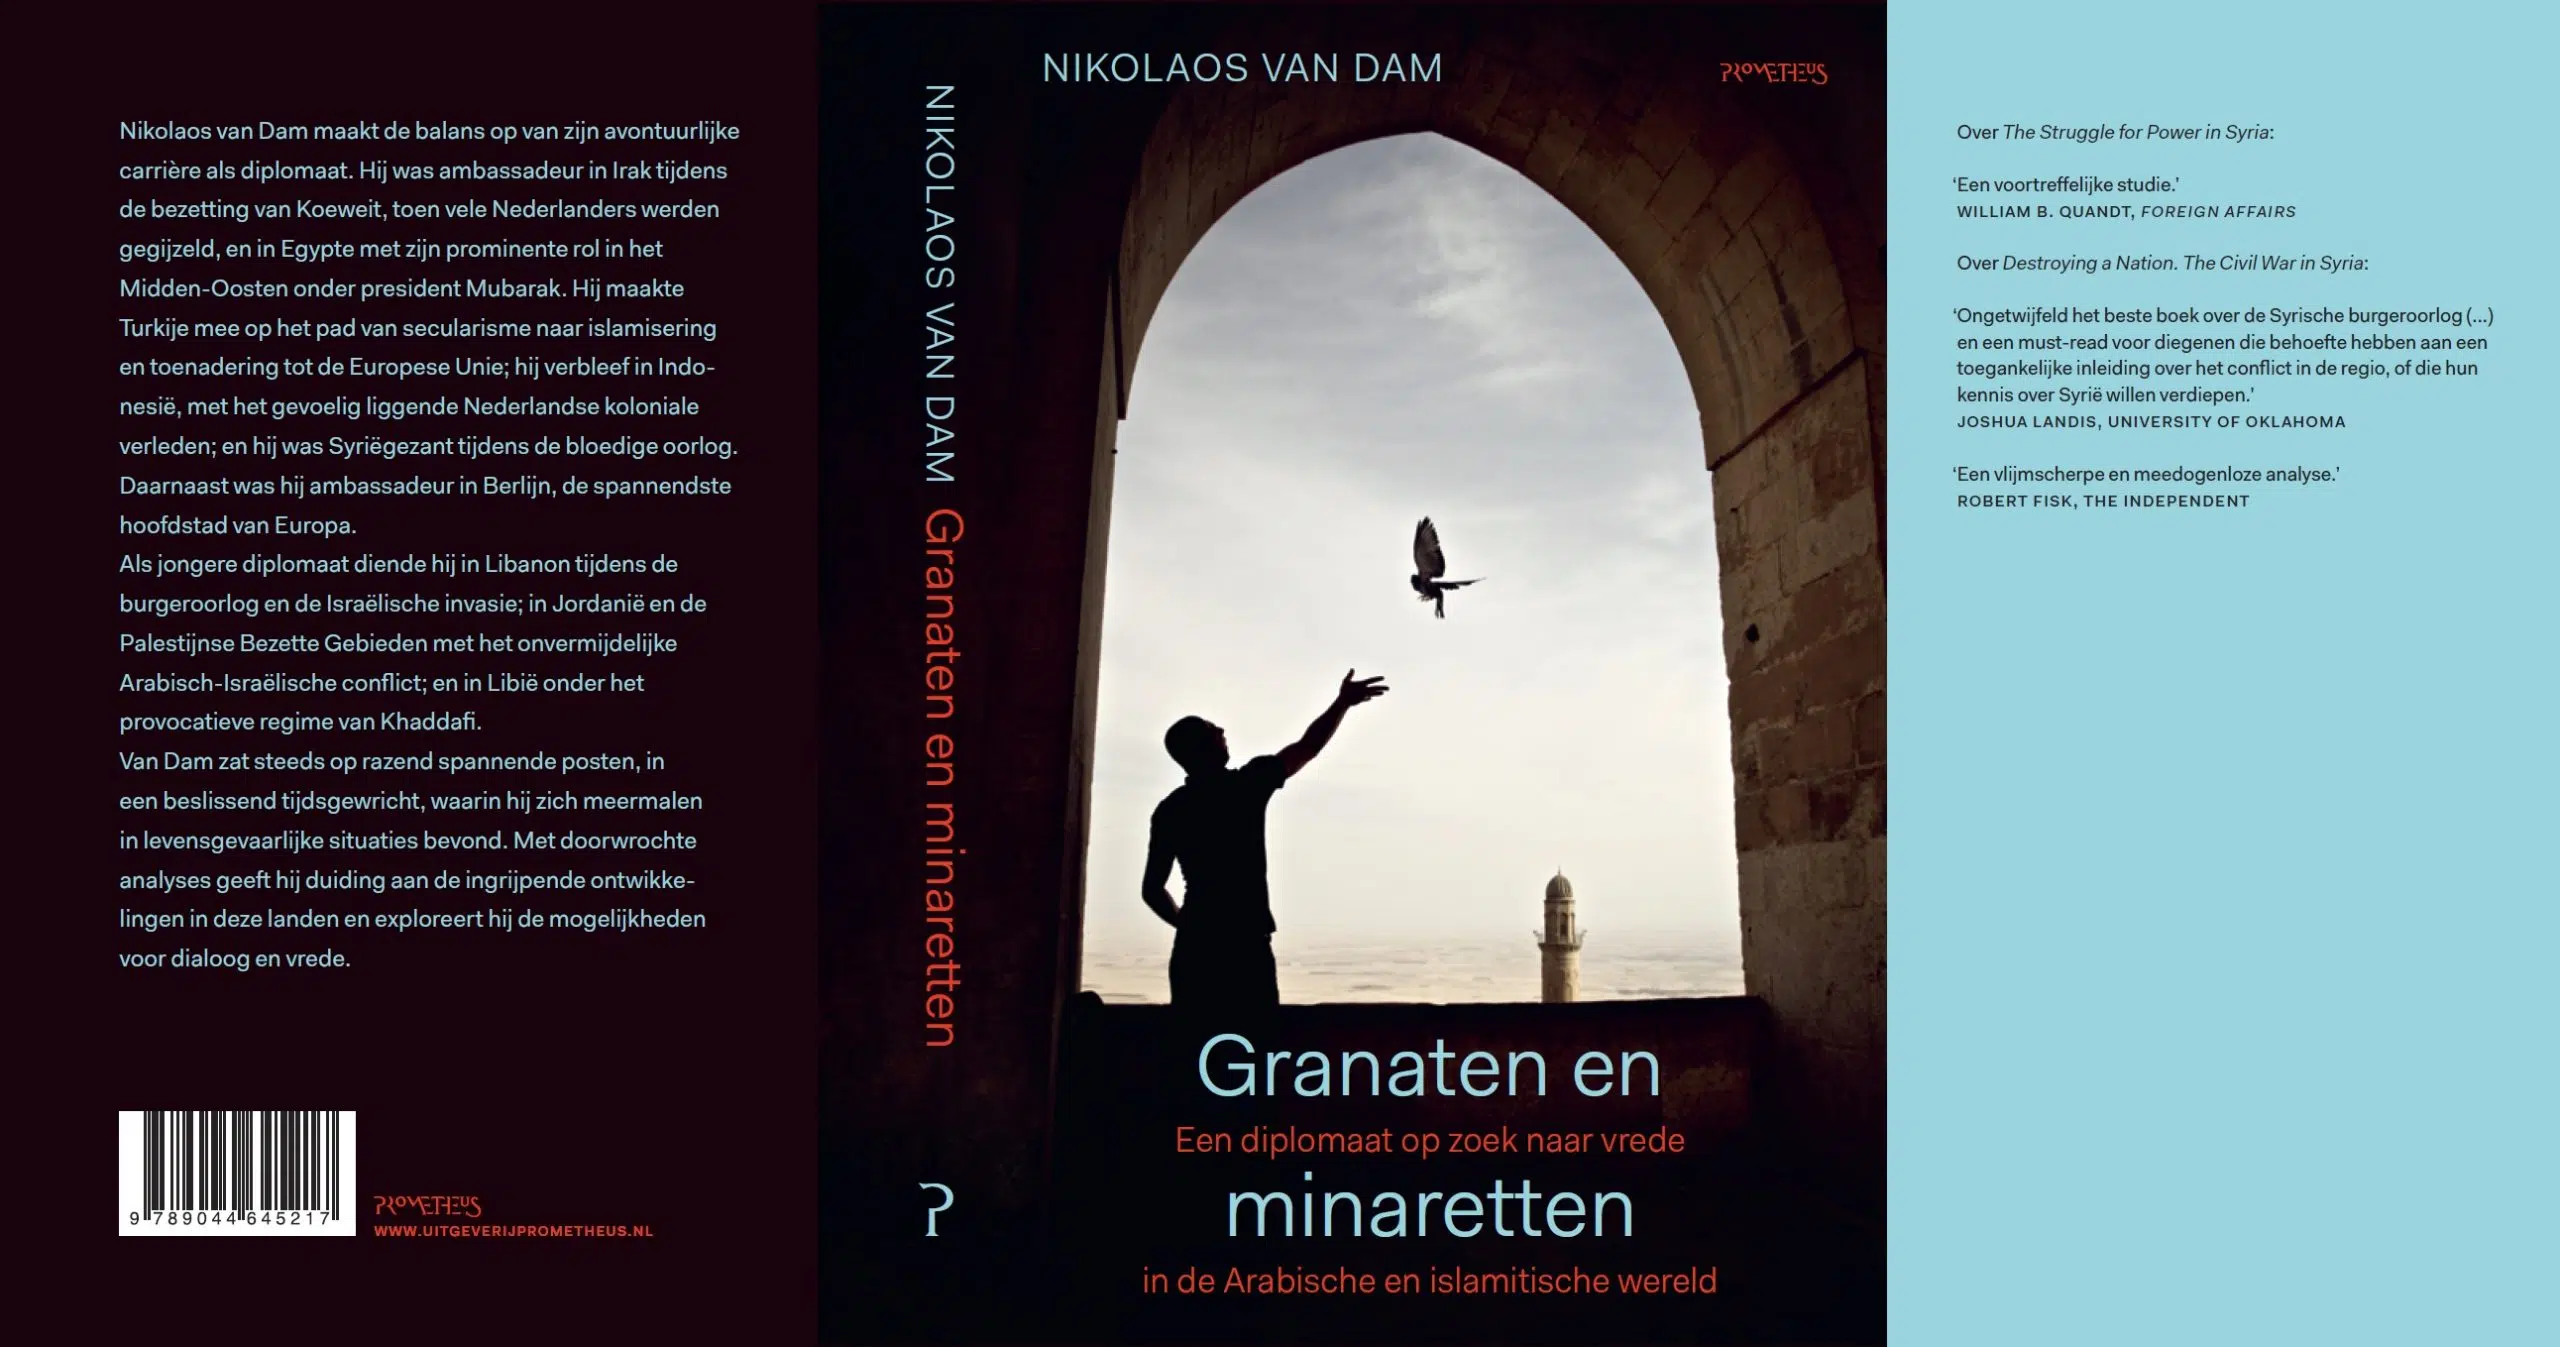 Nikolaos van Dam maakt de balans op van zijn avontuurlijke
carrière als diplomaat. Hij was ambassadeur in Irak tijdens
de bezetting van Koeweit, toen vele Nederlanders werden
gegijzeld, en in Egypte met zijn prominente rol in het
Midden-Oosten onder president Mubarak. Hij maakte
Turkije mee op het pad van secularisme naar islamisering
en toenadering tot de Europese Unie; hij verbleef in Indo-
nesië, met het gevoelig liggende Nederlandse koloniale
verleden; en hij was Syriëgezant tijdens de bloedige oorlog.
Daarnaast was hij ambassadeur in Berlijn, de spannendste
hoofdstad van Europa.
Als jongere diplomaat diende hij in Libanon tijdens de
burgeroorlog en de Israëlische invasie; in Jordanië en de
Palestijnse Bezette Gebieden met het onvermijdelijke
Arabisch-Israëlische conflict; en in Libië onder het
provocatieve regime van Khaddafi.
Van Dam zat steeds op razend spannende posten, in
een beslissend tijdsgewricht, waarin hij zich meermalen
in levensgevaarlijke situaties bevond. Met doorwrochte
analyses geeft hij duiding aan de ingrijpende ontwikke-
lingen in deze landen en exploreert hij de mogelijkheden
voor dialoog en vrede.
9 789044 645217
PROMETHEUS
WWW.UITGEVERIJPROMETHEUS.NL
NIKOLAOS VAN DAM Granaten en minaretten
P
NIKOLAOS VAN DAM
PROMETHEUS
Granaten en
Een diplomaat op zoek naar vrede
minaretten
in de Arabische en islamitische wereld
Over The Struggle for Power in Syria:
‘Een voortreffelijke studie.’
WILLIAM B. QUANDT, FOREIGN AFFAIRS
Over Destroying a Nation. The Civil War in Syria:
‘Ongetwijfeld het beste boek over de Syrische burgeroorlog (...)
en een must-read voor diegenen die behoefte hebben aan een
toegankelijke inleiding over het conflict in de regio, of die hun
kennis over Syrië willen verdiepen.’
JOSHUA LANDIS, UNIVERSITY OF OKLAHOMA
‘Een vlijmscherpe en meedogenloze analyse.’
ROBERT FISK, THE INDEPENDENT